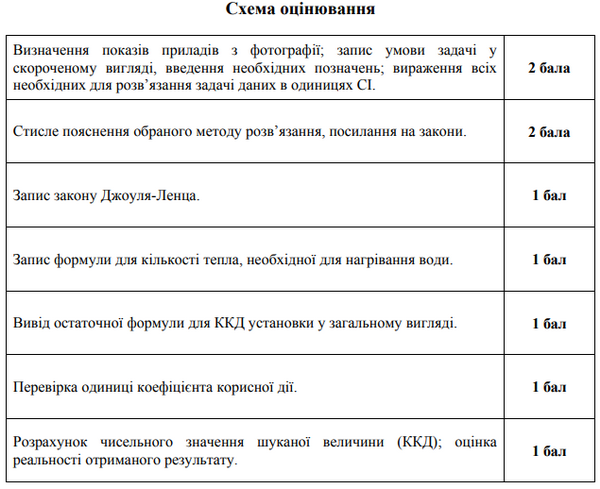 Схема оцінювання
Визначення показів приладів з фотографії; запис умови задачі у
скороченому вигляді, введення необхідних позначень; вираження всіх
необхідних для розв’язання задачі даних в одиницях СІ.
2 бала
Стисле пояснення обраного методу розв’язання, посилання на закони.
2 бала
Запис закону Джоуля-Ленца.
1 бал
Запис формули для кількості тепла, необхідної для нагрівання води.
1 бал
Вивід остаточної формули для ККД установки у загальному вигляді.
1 бал
Перевірка одиниці коефіцієнта корисної дії.
1 бал
Розрахунок чисельного значення шуканої величини (ККД); оцінка
реальності отриманого результату.
1 бал